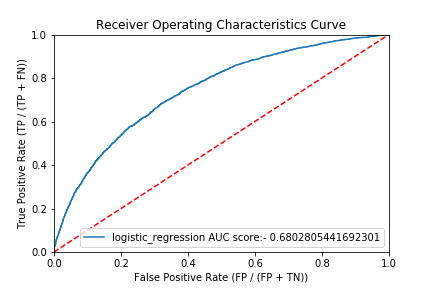 Receiver Operating Characteristics Curve
True Positive Rate (TP / (TP + FN))
1.0
0.8
0.6
0.4
0.2
0.0
logistic_regression AUC score:- 0.6802805441692301
0.0 0.2 0.4 0.6 0.8 1.0
False Positive Rate (FP / (FP + TN))